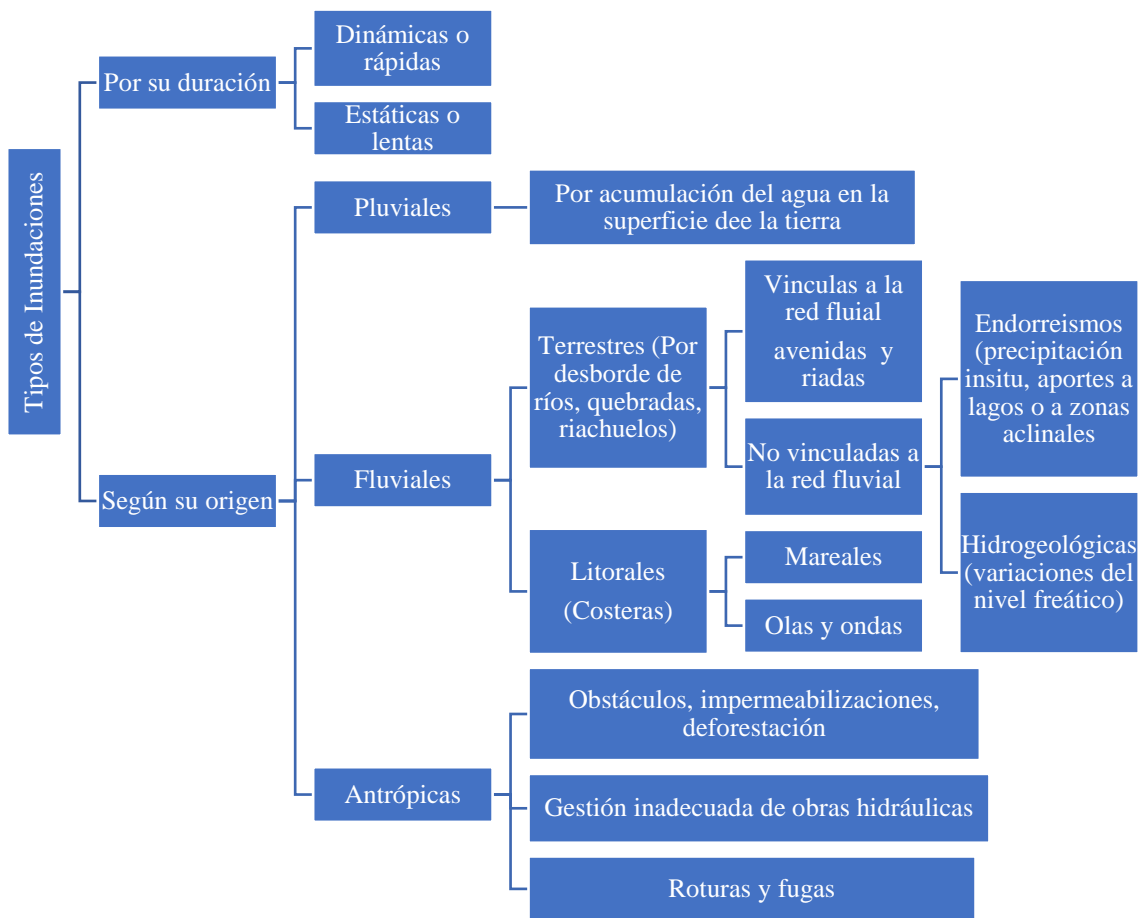 Tipos de Inundaciones
Por su duración
Dinámicas o
rápidas
Estáticas o
lentas
Según su origen
Pluviales
Por acumulación del agua en la
superficie dee la tierra
Fluviales
Terrestres (Por
desborde de
ríos, quebradas,
riachuelos)
Vinculas a la
red fluial
avenidas y
riadas
No vinculadas a
la red fluvial
Endorreismos
(precipitación
insitu, aportes a
lagos o a zonas
aclinales
Hidrogeológicas
(variaciones del
nivel freático)
Litorales
(Costeras)
Mareales
Olas y ondas
Antrópicas
Obstáculos, impermeabilizaciones,
deforestación
Gestión inadecuada de obras hidráulicas
Roturas y fugas